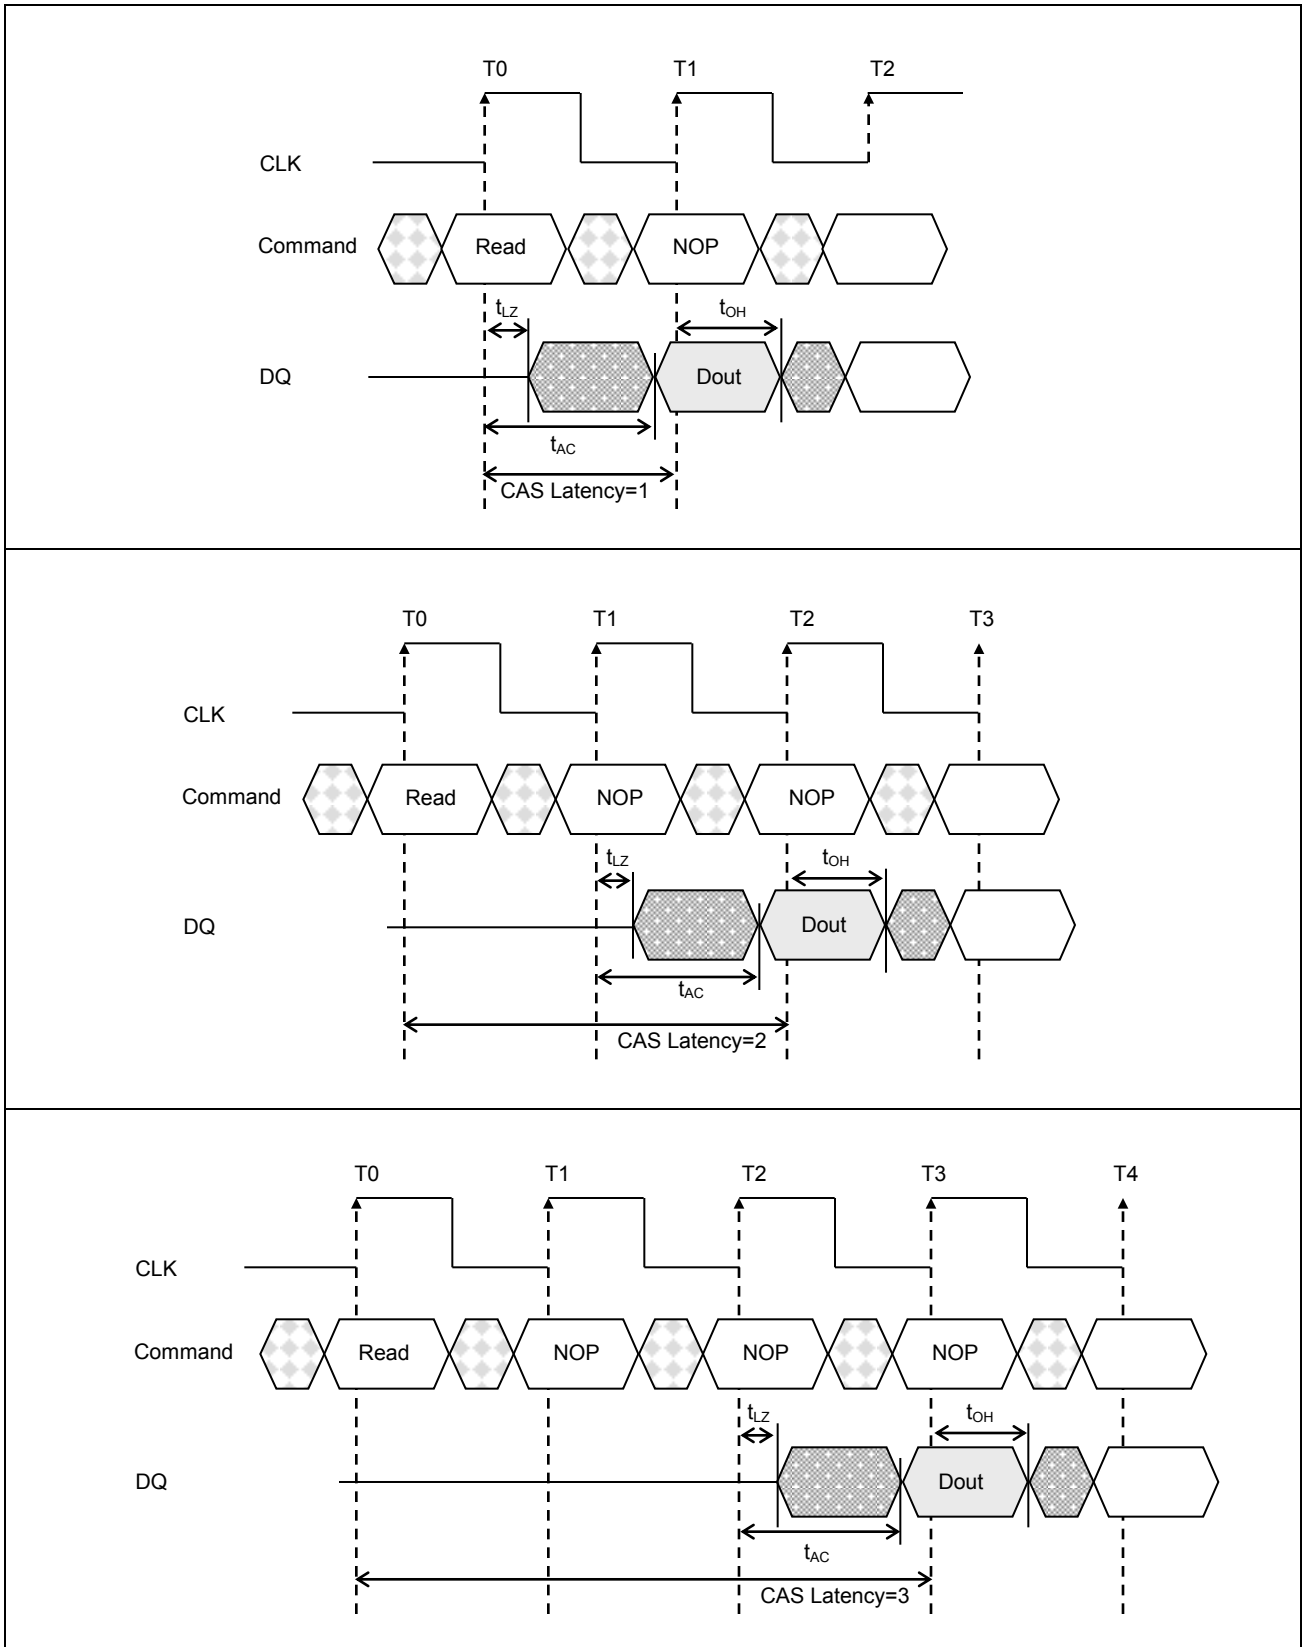 T0 T1 T2
CLK
Command Read NOP
tLZ tOH
DQ Dout
tAC
CAS Latency=1
T0 T1 T2 T3
CLK
Command Read NOP NOP
tLZ tOH
DQ Dout
tAC
CAS Latency=2
T0 T1 T2 T3 T4
CLK
Command Read NOP NOP NOP
tLZ tOH
DQ Dout
tAC
CAS Latency=3